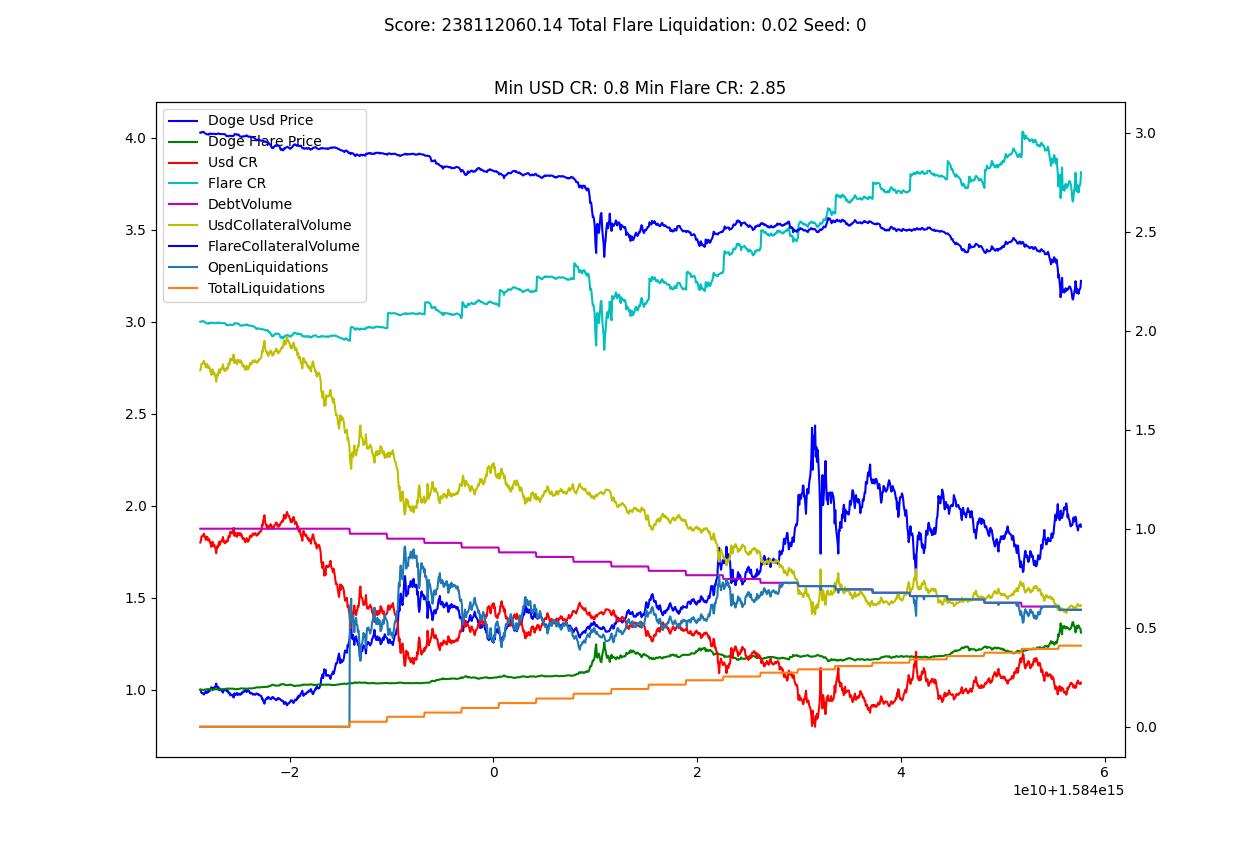 Score: 238112060.14 Total Flare Liquidation: 0.02 Seed: 0
Min USD CR: 0.8 Min Flare CR: 2.85
Doge Usd Price
Doge Flare Price
Usd CR
Flare CR
DebtVolume
UsdCollateralVolume
FlareCollateralVolume
OpenLiquidations
TotalLiquidations
4.0
3.5
3.0
2.5
2.0
1.5
1.0
3.0
2.5
2.0
1.5
1.0
0.5
0.0
−2 0 2 4 6
1e10+1.584e15